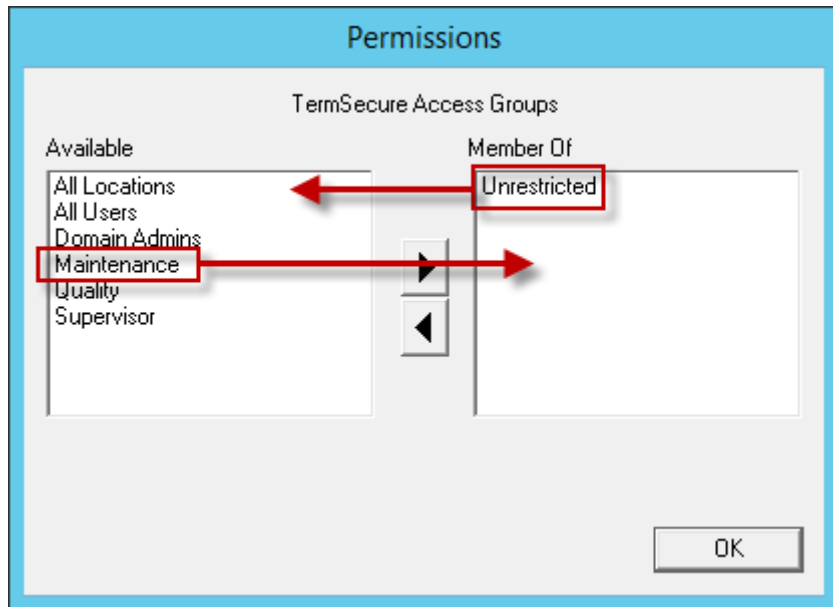 Permissions
TermSecure Access Groups
Available
Member Of
All Locations
All Users
Domain Admins
Maintenance
Quality
Supervisor
Unrestricted
OK